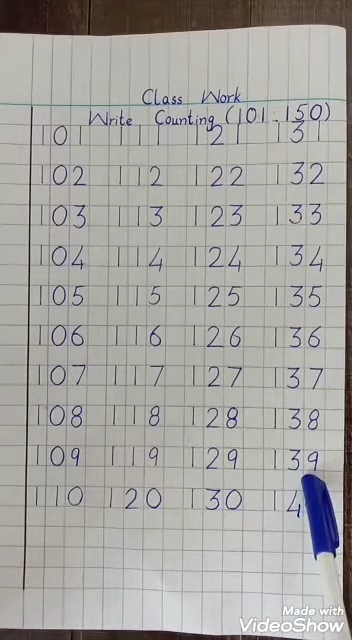 Class Work
Write Counting (101-150)
101 111 121 131
102 112 122 132
103 113 123 133
104 114 124 134
105 115 125 135
106 116 126 136
107 117 127 137
108 118 128 138
109 119 129 139
110 120 130 14
Made with
VideoShow